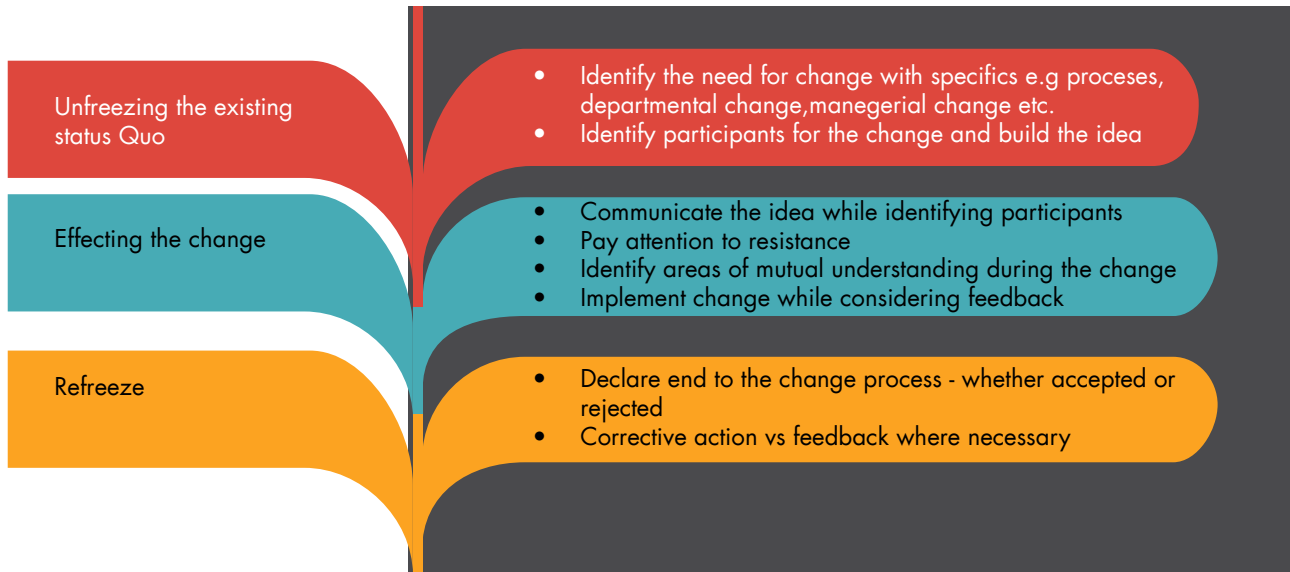 Unfreezing the existing
status Quo
• Identify the need for change with specifics e.g proceses,
departmental change,manegerial change etc.
• Identify participants for the change and build the idea
Effecting the change
• Communicate the idea while identifying participants
• Pay attention to resistance
• Identify areas of mutual understanding during the change
• Implement change while considering feedback
Refreeze
• Declare end to the change process - whether accepted or
rejected
• Corrective action vs feedback where necessary